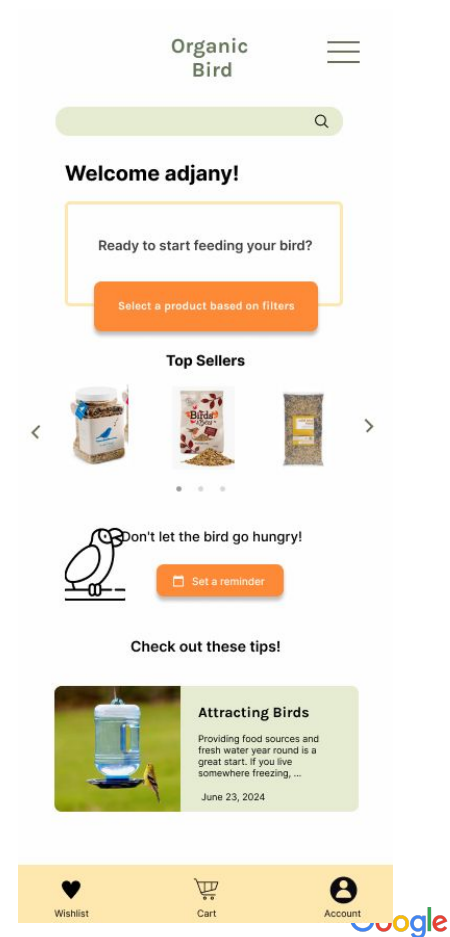 Organic
Bird
Welcome adjany!
Ready to start feeding your bird?
Select a product based on filters
Top Sellers
Birds
Don't let the bird go hungry!
Set a reminder
Check out these tips!
Attracting Birds
Providing food sources and
fresh water year round is a
great start. If you live
somewhere freezing, ...
June 23, 2024
Wishlist
Cart
Account
Google